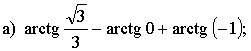 а) arctg √3/3 − arctg 0 + arctg (−1);